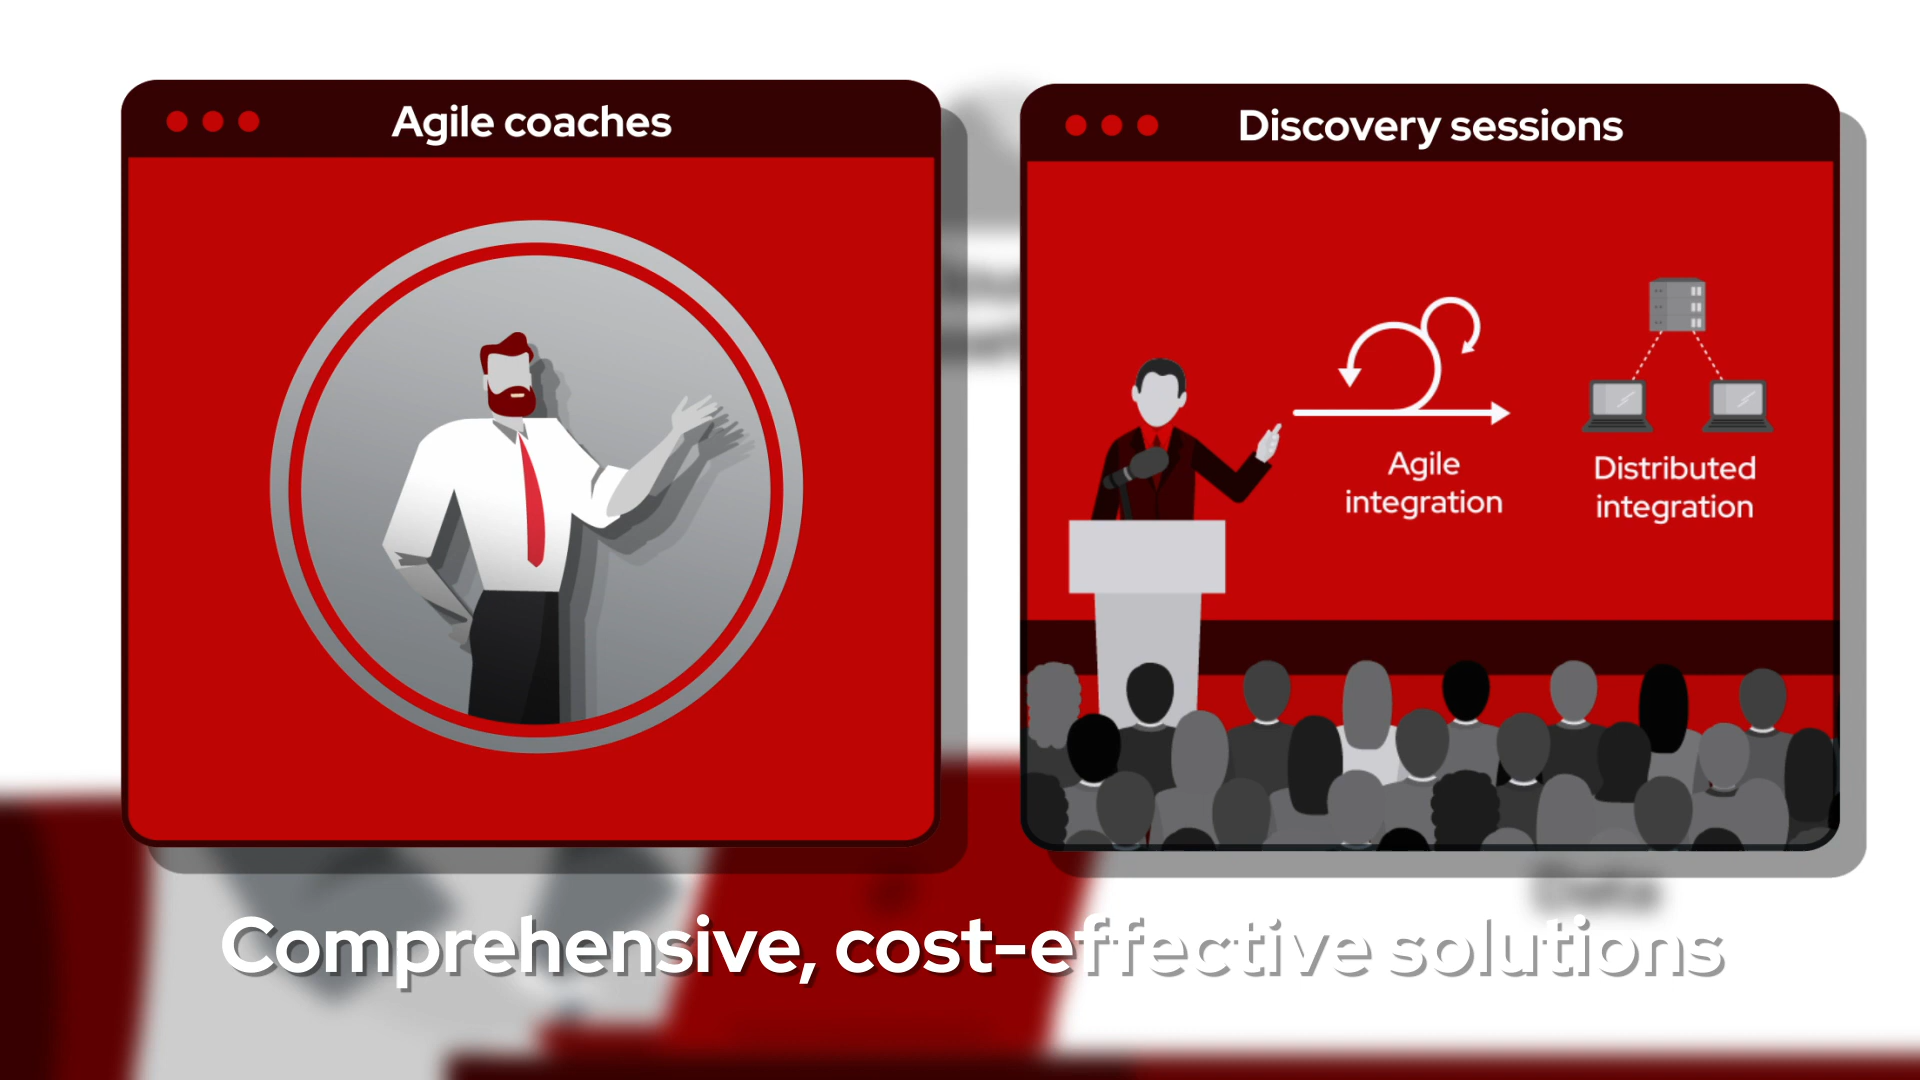 Agile coaches
Discovery sessions
Agile
integration
Distributed
integration
Comprehensive, cost-effective solutions